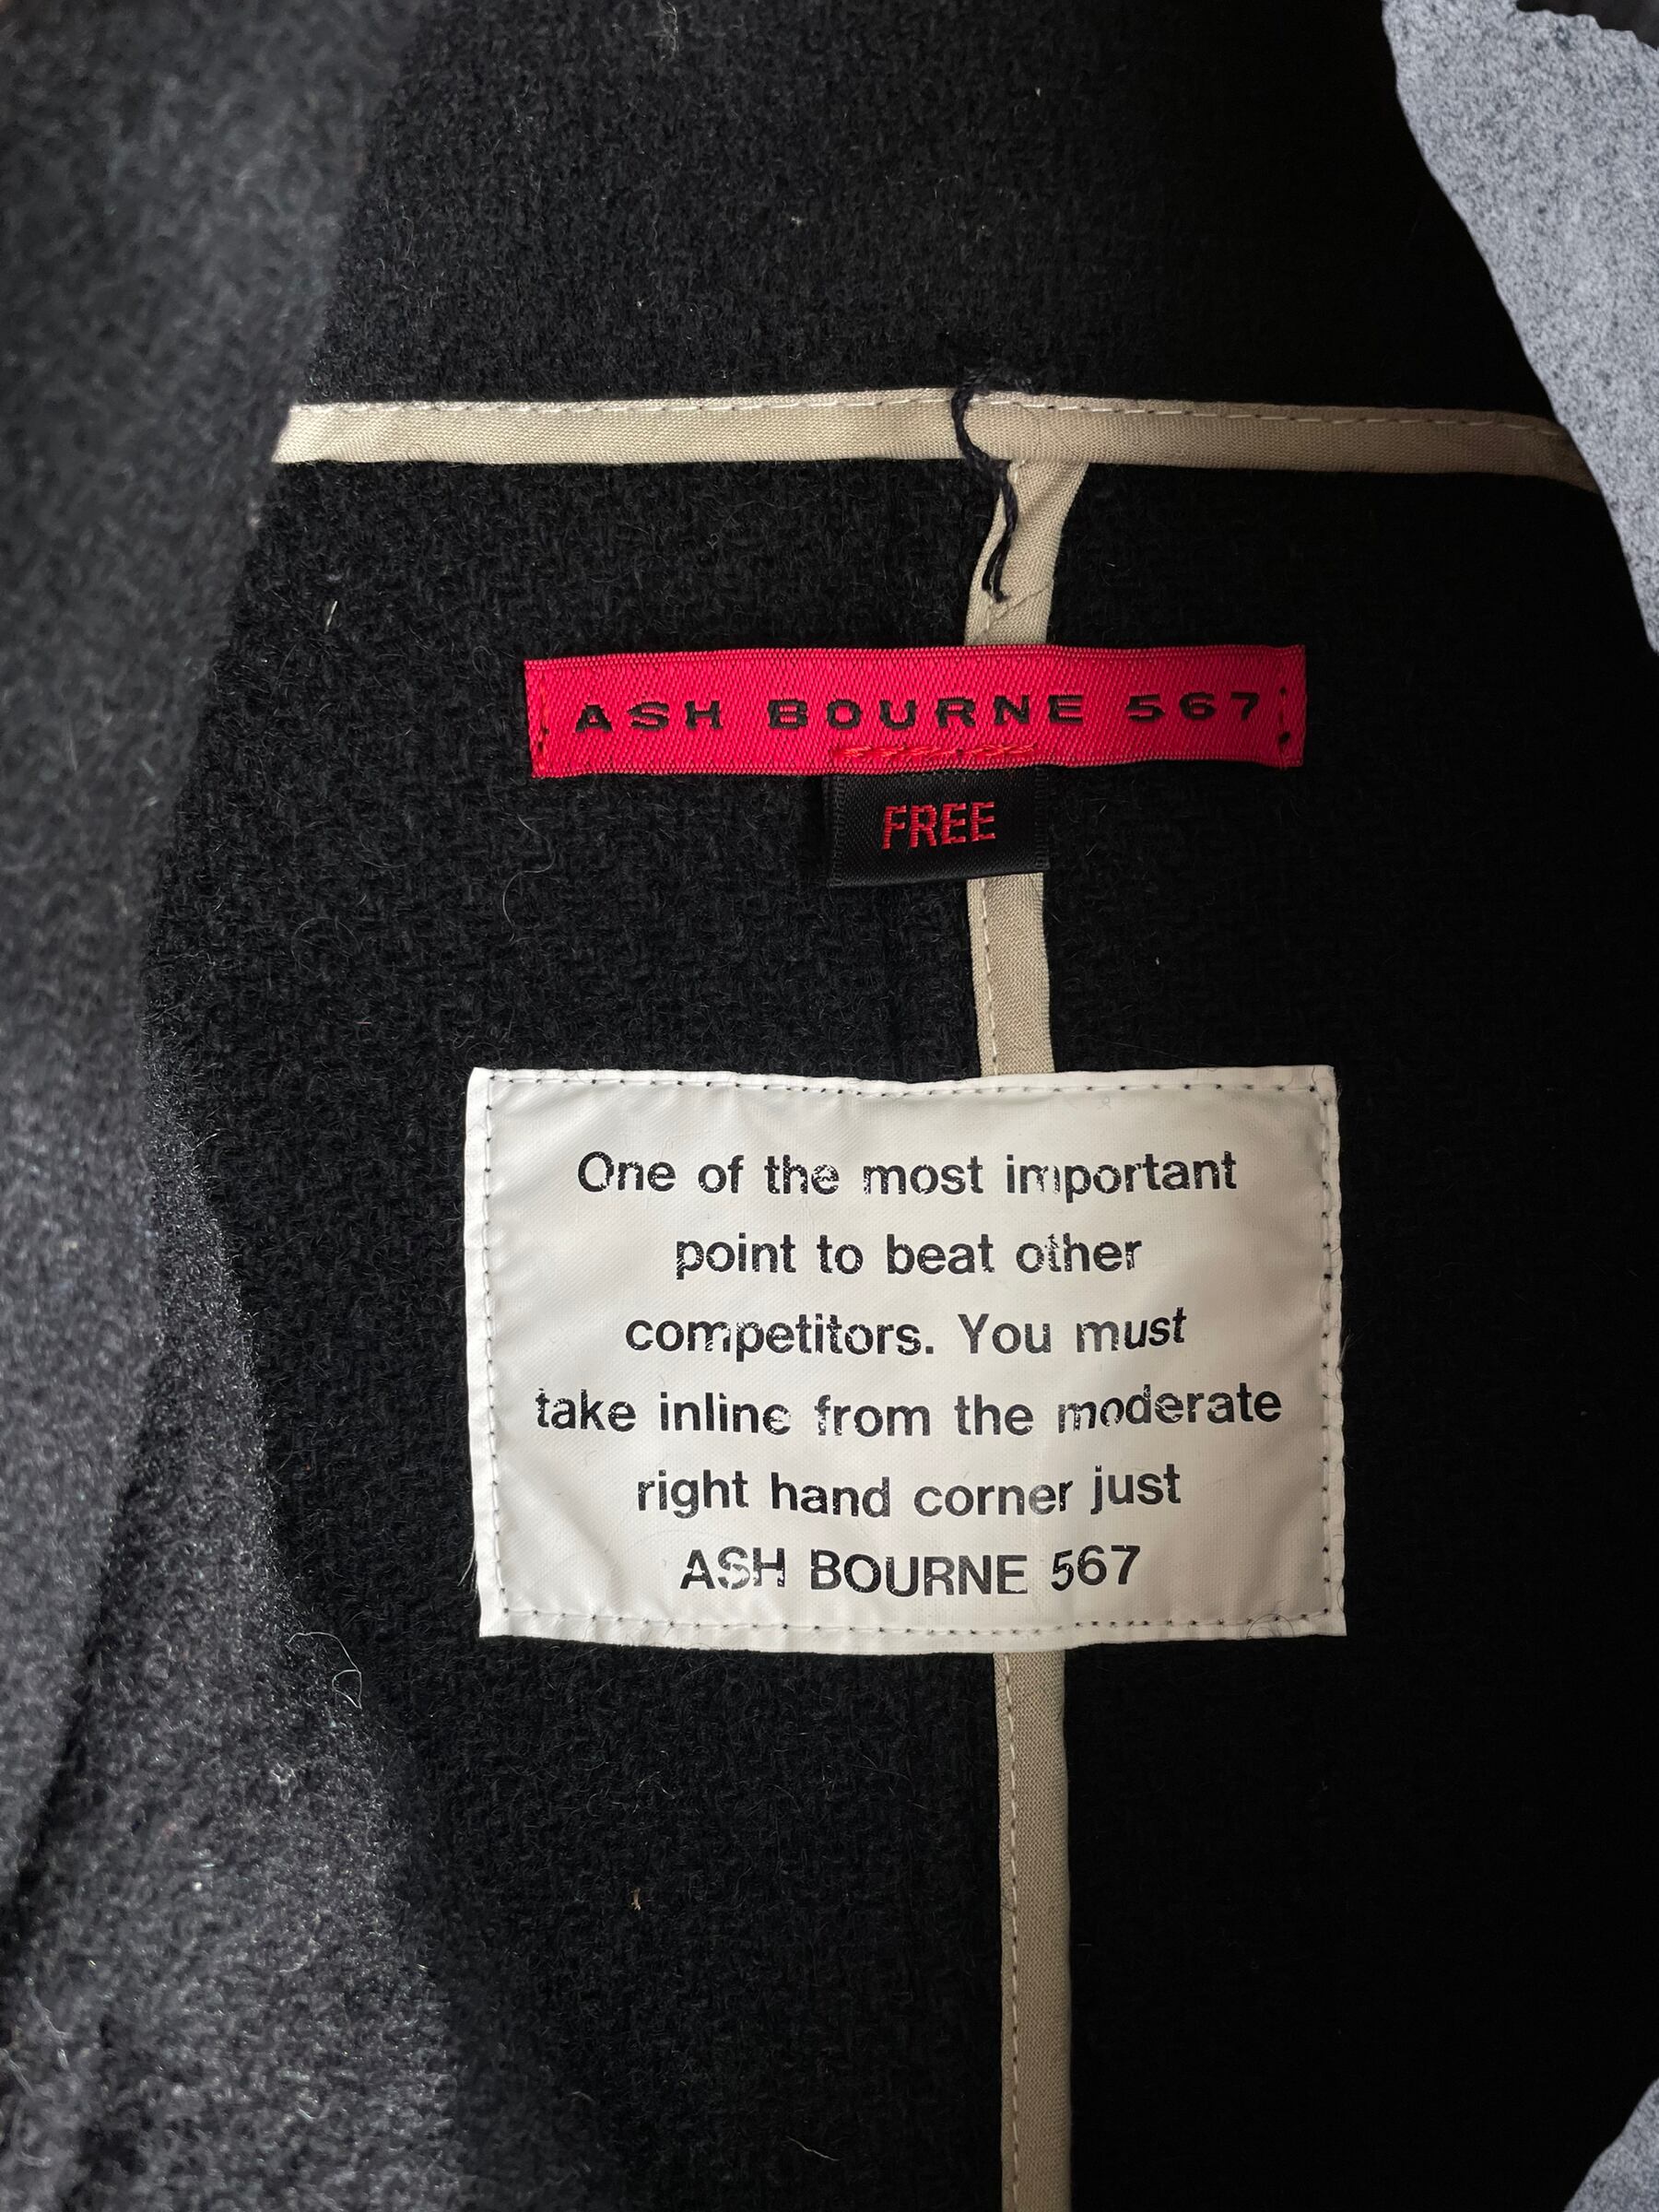 ASH BOURNE 567
FREE
One of the most important
point to beat other
competitors. You must
take inline from the moderate
right hand corner just
ASH BOURNE 567